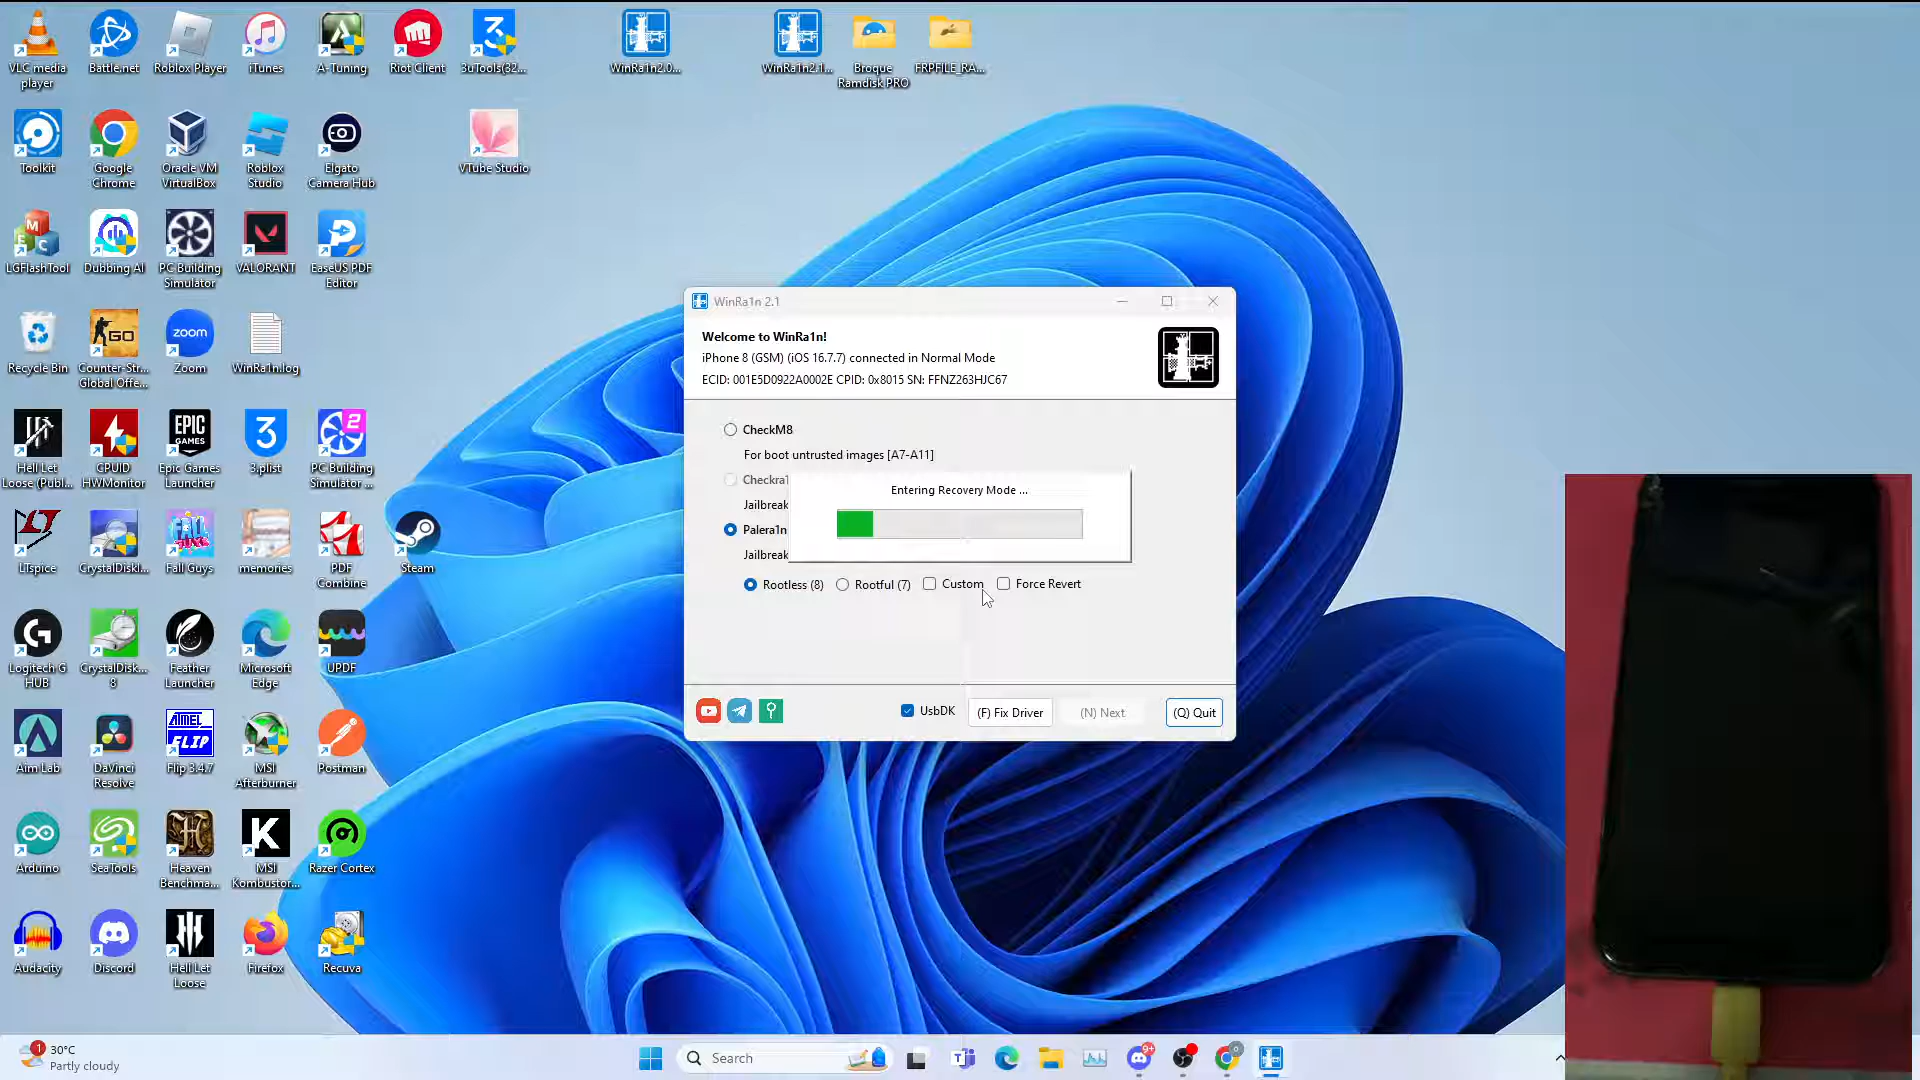 VLC media
player
Battle.net
Roblox Player
iTunes
A-Tuning
Riot Client
3uTools(32...
WinRa1n2.0...
WinRa1n2.1...
Broque
Ramdisk PRO
FRPFILE_RA...
Toolkit
Google
Chrome
Oracle VM
VirtualBox
Roblox
Studio
Elgato
Camera Hub
VTube Studio
LGFlashTool
Dubbing AI
PC Building
Simulator
VALORANT
EaseUS PDF
Editor
Recycle Bin
Counter-Str...
Global Offe...
zoom
Zoom
WinRa1n.log
Hell Let
Loose (Publ...
CPUID
HWMonitor
Epic Games
Launcher
3.plist
PC Building
Simulator ...
LTspice
CrystalDiskI...
Fall Guys
memories
PDF
Combine
Steam
Logitech G
HUB
CrystalDisk...
8
Feather
Launcher
Microsoft
Edge
UPDF
Aim Lab
DaVinci
Resolve
ATMEL
FLIP
Flip 3.4.7
MSI
Afterburner
Postman
Arduino
SeaTools
Heaven
Benchma...
MSI
Kombustor...
Razer Cortex
Audacity
Discord
Hell Let
Loose
Firefox
Recuva
WinRa1n 2.1
Welcome to WinRa1n!
iPhone 8 (GSM) (iOS 16.7.7) connected in Normal Mode
ECID: 001E5D0922A0002E CPID: 0x8015 SN: FFNZ263HJC67
CheckM8
For boot untrusted images [A7-A11]
Checkra1
Jailbreak
Entering Recovery Mode ...
Palera1n
Jailbreak
Rootless (8) Rootful (7) Custom Force Revert
UsbDK (F) Fix Driver (N) Next (Q) Quit
1
30°C
Partly cloudy
Search
9+